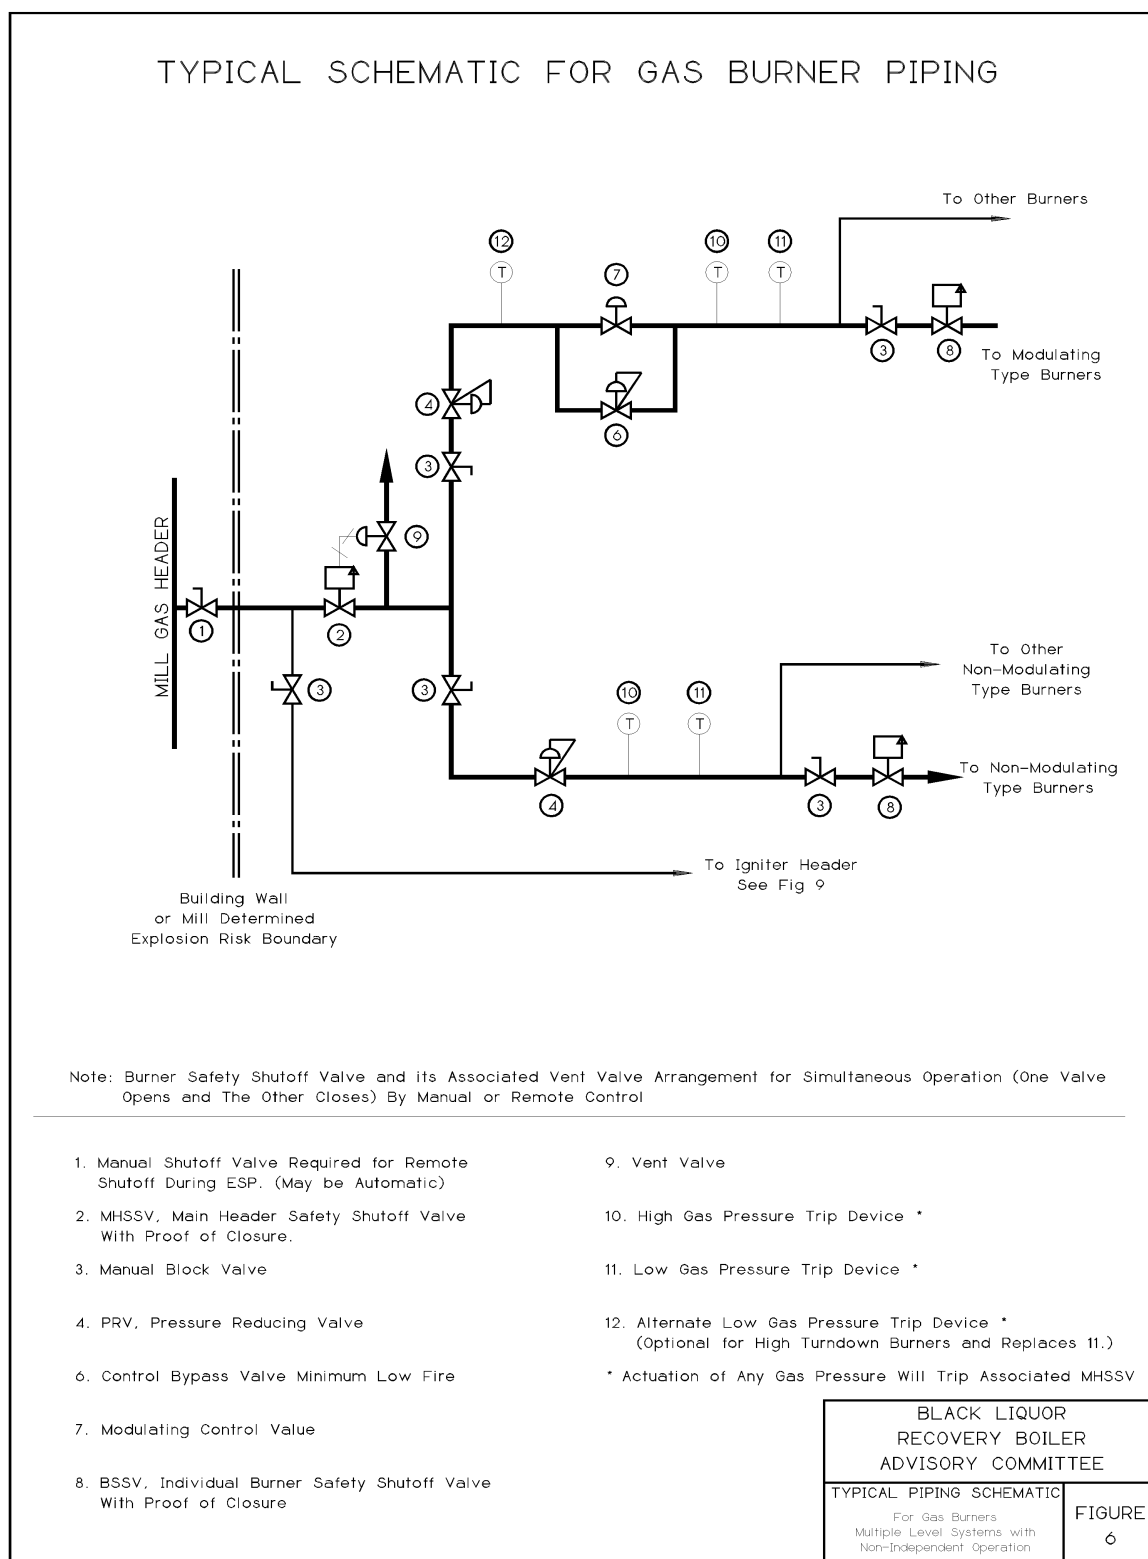 TYPICAL SCHEMATIC FOR GAS BURNER PIPING
To Other Burners
12
T
7
10
T
11
T
3
8
To Modulating
Type Burners
4
6
3
9
MILL GAS HEADER
1
2
3
3
To Other
Non-Modulating
Type Burners
10
T
11
T
4
3
8
To Non-Modulating
Type Burners
To Igniter Header
See Fig 9
Building Wall
or Mill Determined
Explosion Risk Boundary
Note: Burner Safety Shutoff Valve and its Associated Vent Valve Arrangement for Simultaneous Operation (One Valve
Opens and The Other Closes) By Manual or Remote Control
1. Manual Shutoff Valve Required for Remote
Shutoff During ESP. (May be Automatic)
2. MHSSV, Main Header Safety Shutoff Valve
With Proof of Closure.
3. Manual Block Valve
4. PRV, Pressure Reducing Valve
6. Control Bypass Valve Minimum Low Fire
7. Modulating Control Value
8. BSSV, Individual Burner Safety Shutoff Valve
With Proof of Closure
9. Vent Valve
10. High Gas Pressure Trip Device *
11. Low Gas Pressure Trip Device *
12. Alternate Low Gas Pressure Trip Device *
(Optional for High Turndown Burners and Replaces 11.)
* Actuation of Any Gas Pressure Will Trip Associated MHSSV
BLACK LIQUOR
RECOVERY BOILER
ADVISORY COMMITTEE
TYPICAL PIPING SCHEMATIC
For Gas Burners
Multiple Level Systems with
Non-Independent Operation
FIGURE
6